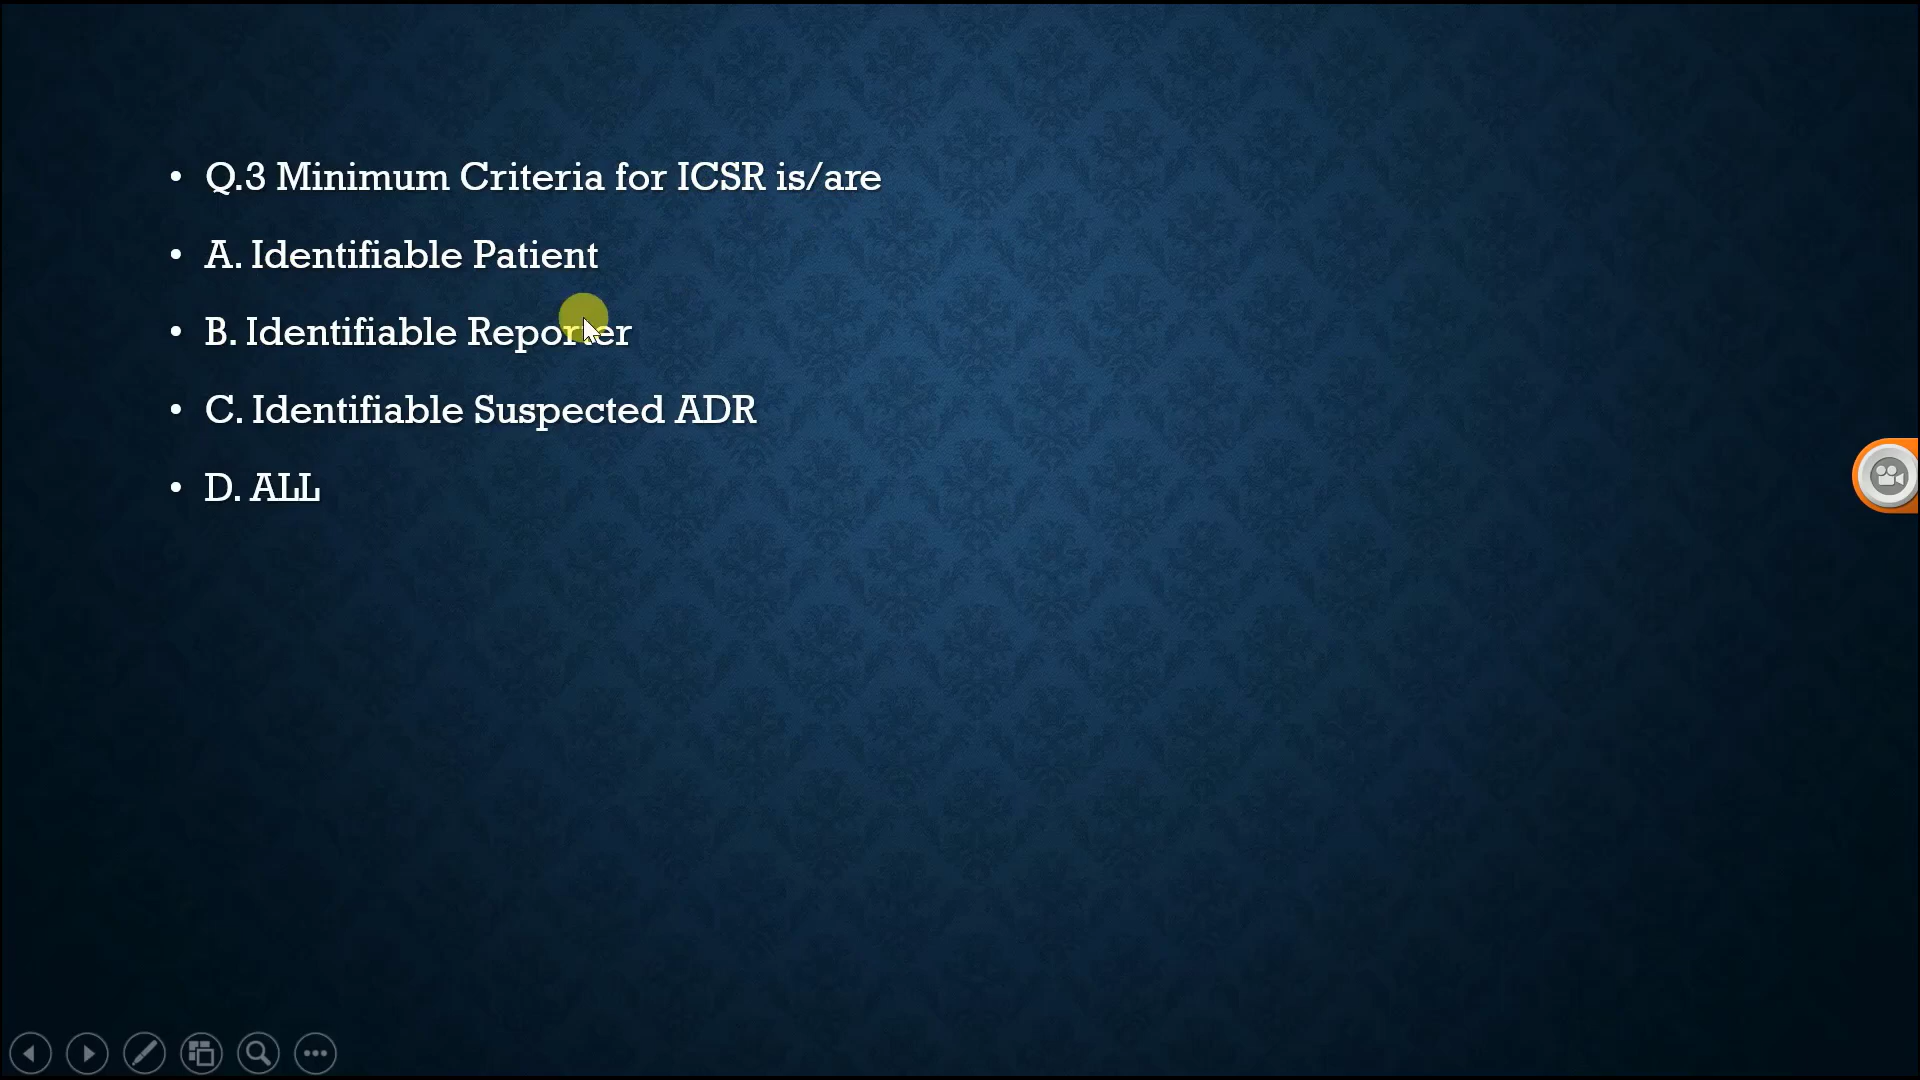 • Q.3 Minimum Criteria for ICSR is/are
• A. Identifiable Patient
• B. Identifiable Reporter
• C. Identifiable Suspected ADR
• D. ALL